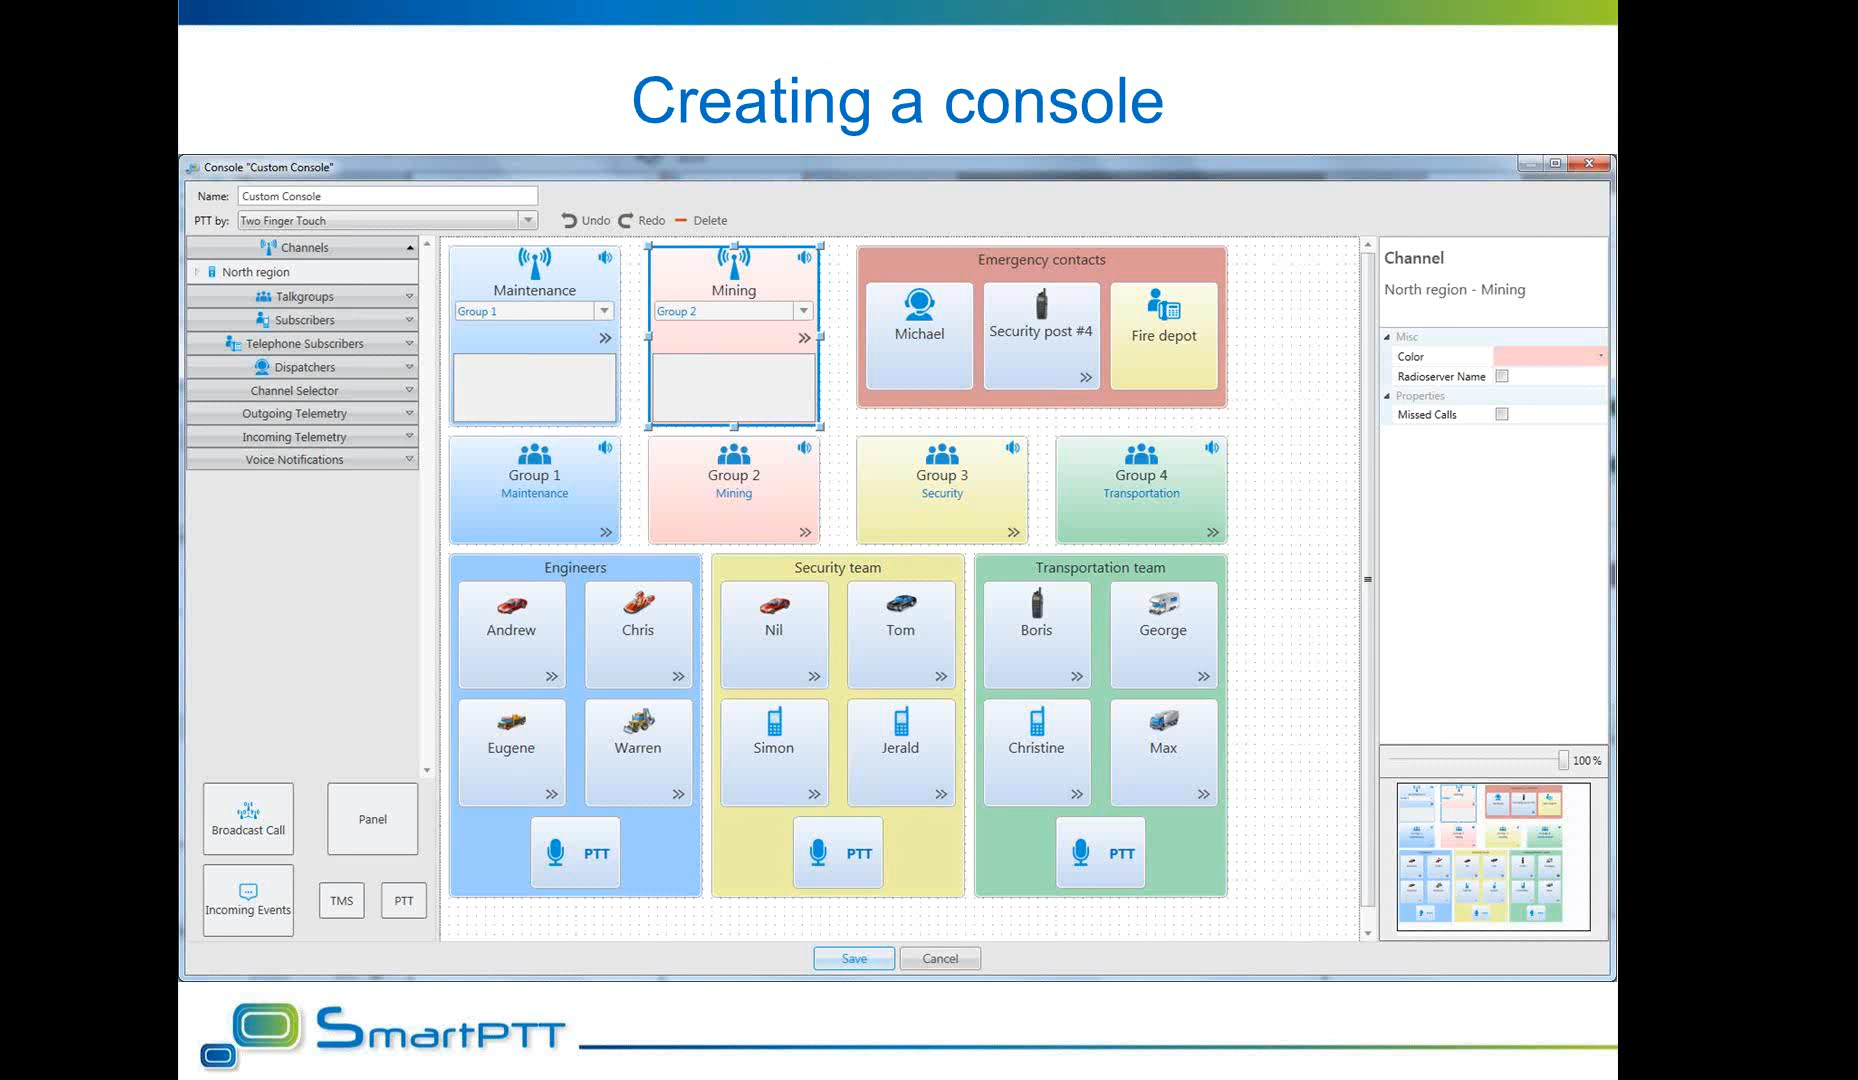 Creating a console
Console "Custom Console"
Name: Custom Console
PTT by: Two Finger Touch
Undo Redo Delete
Channels
North region
Talkgroups
Subscribers
Telephone Subscribers
Dispatchers
Channel Selector
Outgoing Telemetry
Incoming Telemetry
Voice Notifications
Broadcast Call
Panel
Incoming Events
TMS
PTT
Maintenance
Group 1
Mining
Group 2
Emergency contacts
Michael
Security post #4
Fire depot
Group 1
Maintenance
Group 2
Mining
Group 3
Security
Group 4
Transportation
Engineers
Andrew
Chris
Eugene
Warren
PTT
Security team
Nil
Tom
Simon
Jerald
PTT
Transportation team
Boris
George
Christine
Max
PTT
Channel
North region - Mining
Misc
Color
Radioserver Name
Properties
Missed Calls
100 %
Save
Cancel
SmartPTT